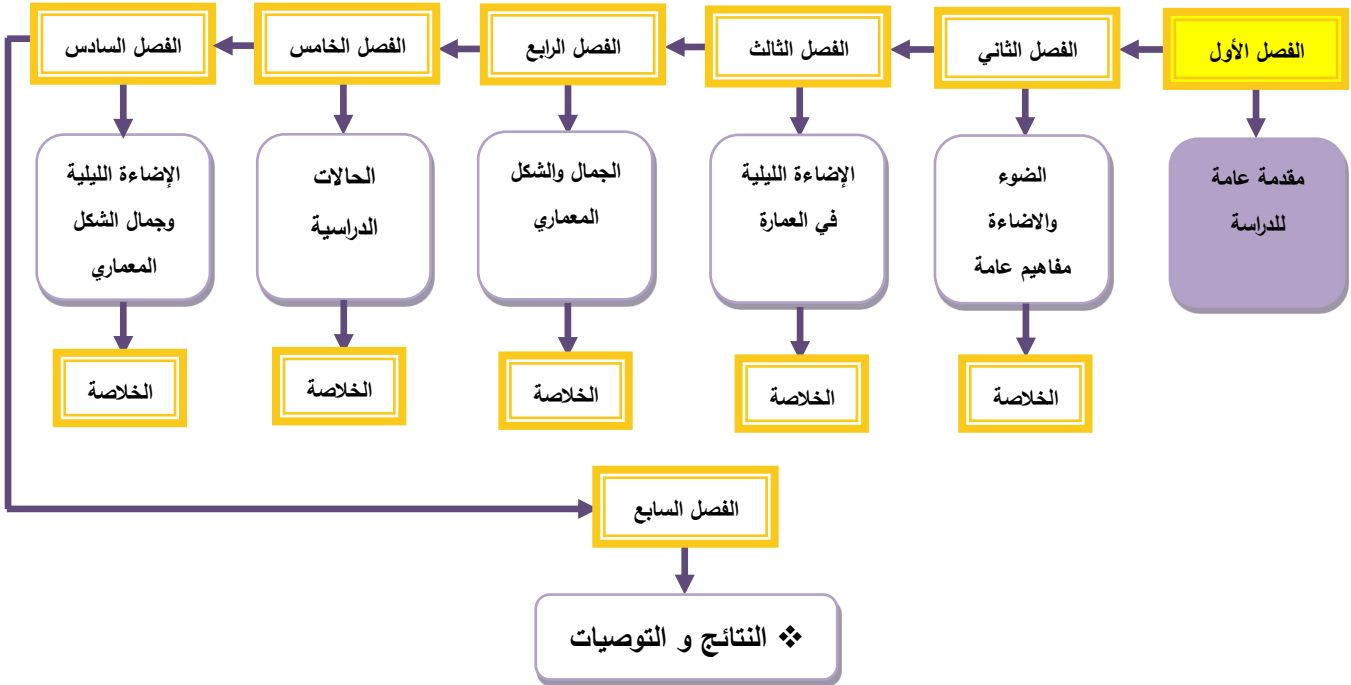 الفصل الأول
الفصل الثاني
الفصل الثالث
الفصل الرابع
الفصل الخامس
الفصل السادس
مقدمة عامة
للدراسة
الضوء
والاضاءة
مفاهيم عامة
الإضاءة الليلية
في العمارة
الجمال والشكل
المعماري
الحالات
الدراسية
الإضاءة الليلية
وجمال الشكل
المعماري
الخلاصة
الخلاصة
الخلاصة
الخلاصة
الخلاصة
الفصل السابع
❖ النتائج و التوصيات